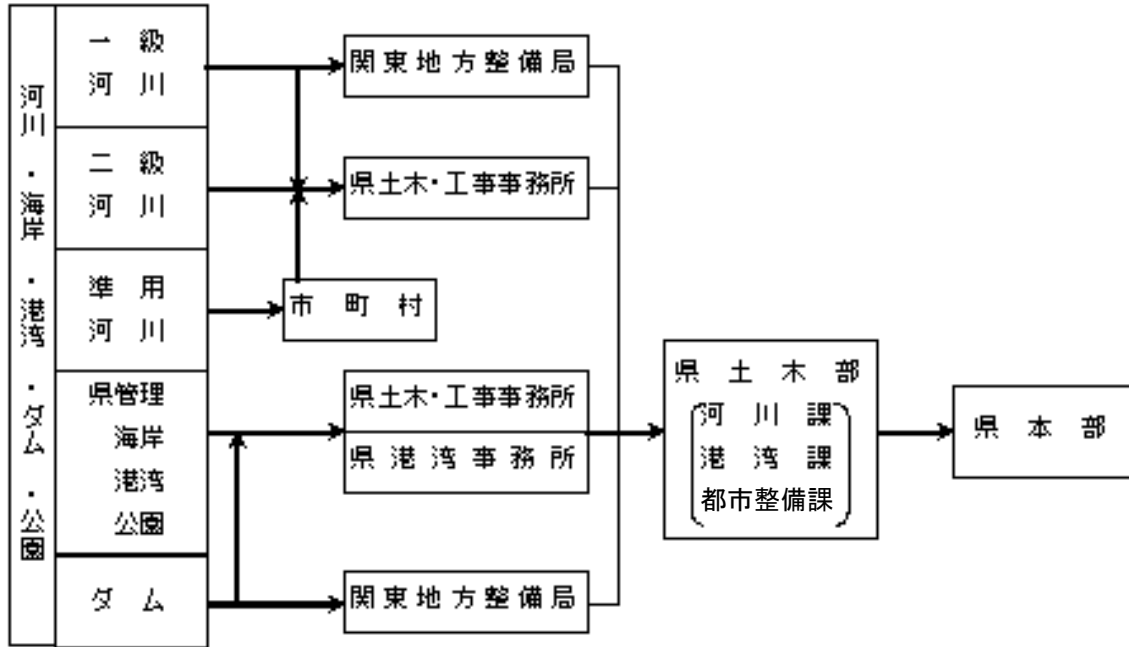 河川・海岸・港湾・ダム・公園
一級
河川
関東地方整備局
二級
河川
県土木・工事事務所
準用
河川
市町村
県管理
海岸
港湾
公園
県土木・工事事務所
県港湾事務所
ダム
関東地方整備局
県土木部
河川課
港湾課
都市整備課
県本部